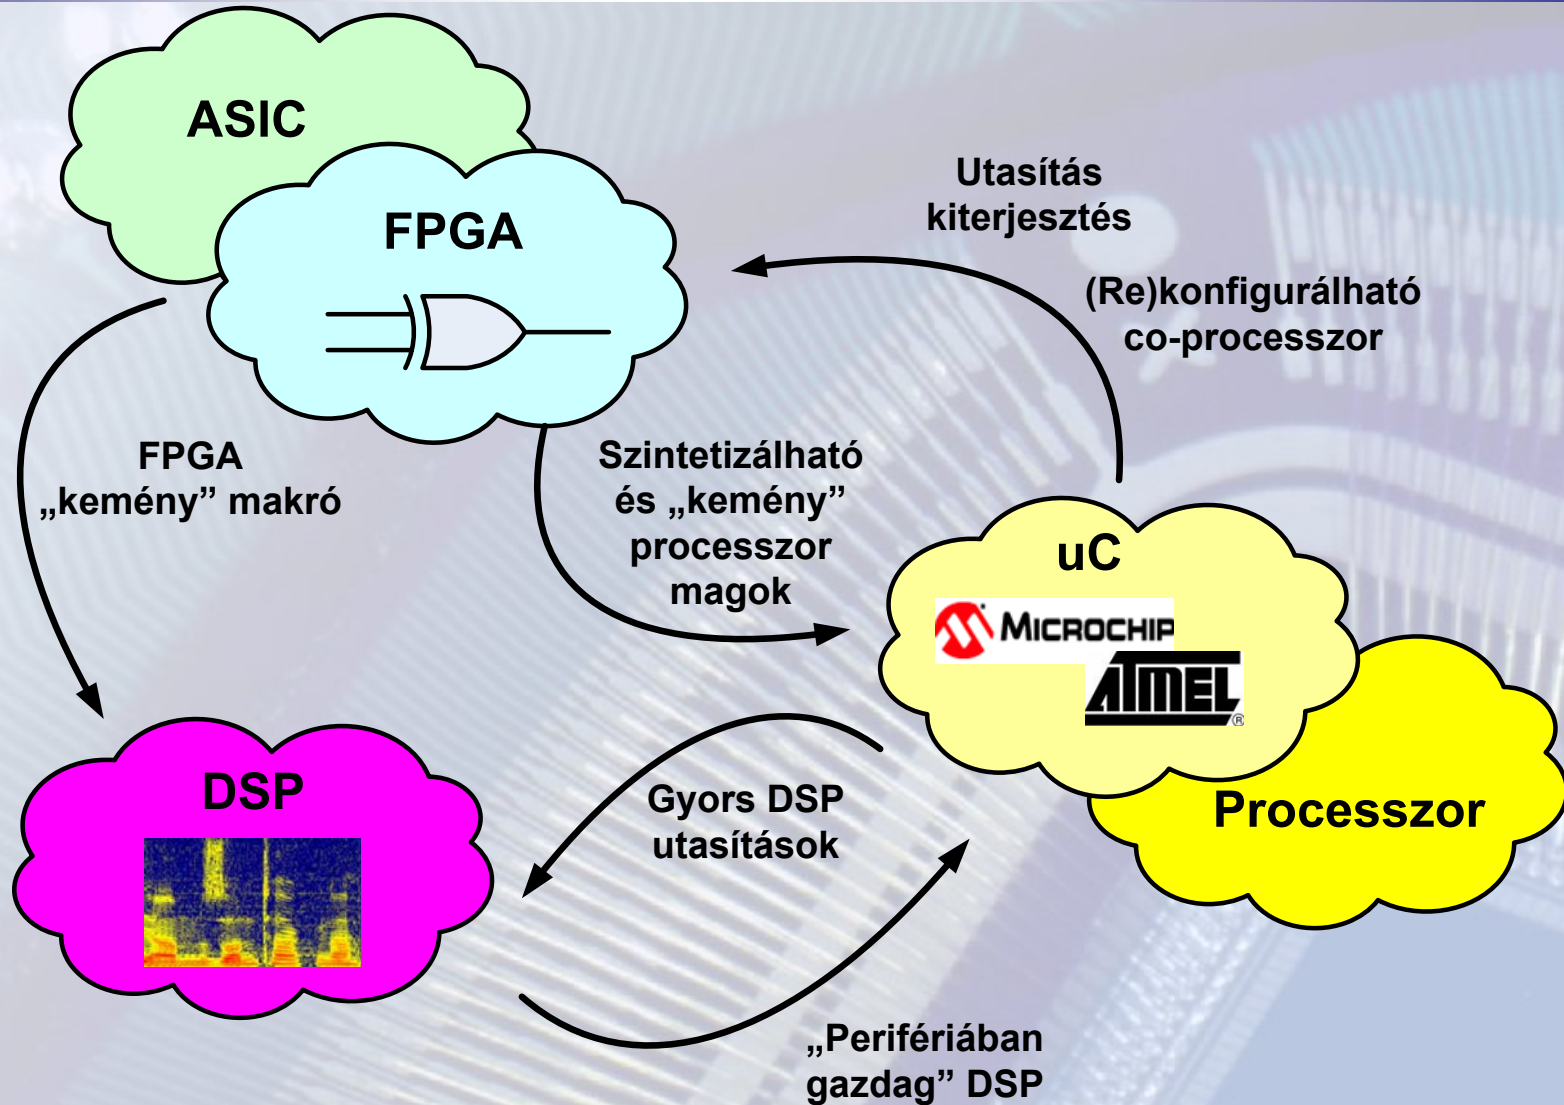 ASIC
FPGA
Utasítás
kiterjesztés
(Re)konfigurálható
co-processzor
FPGA
„kemény” makró
Szintetizálható
és „kemény”
processzor
magok
uC
MICROCHIP
ATMEL
®
Processzor
DSP
Gyors DSP
utasítások
„Perifériában
gazdag” DSP